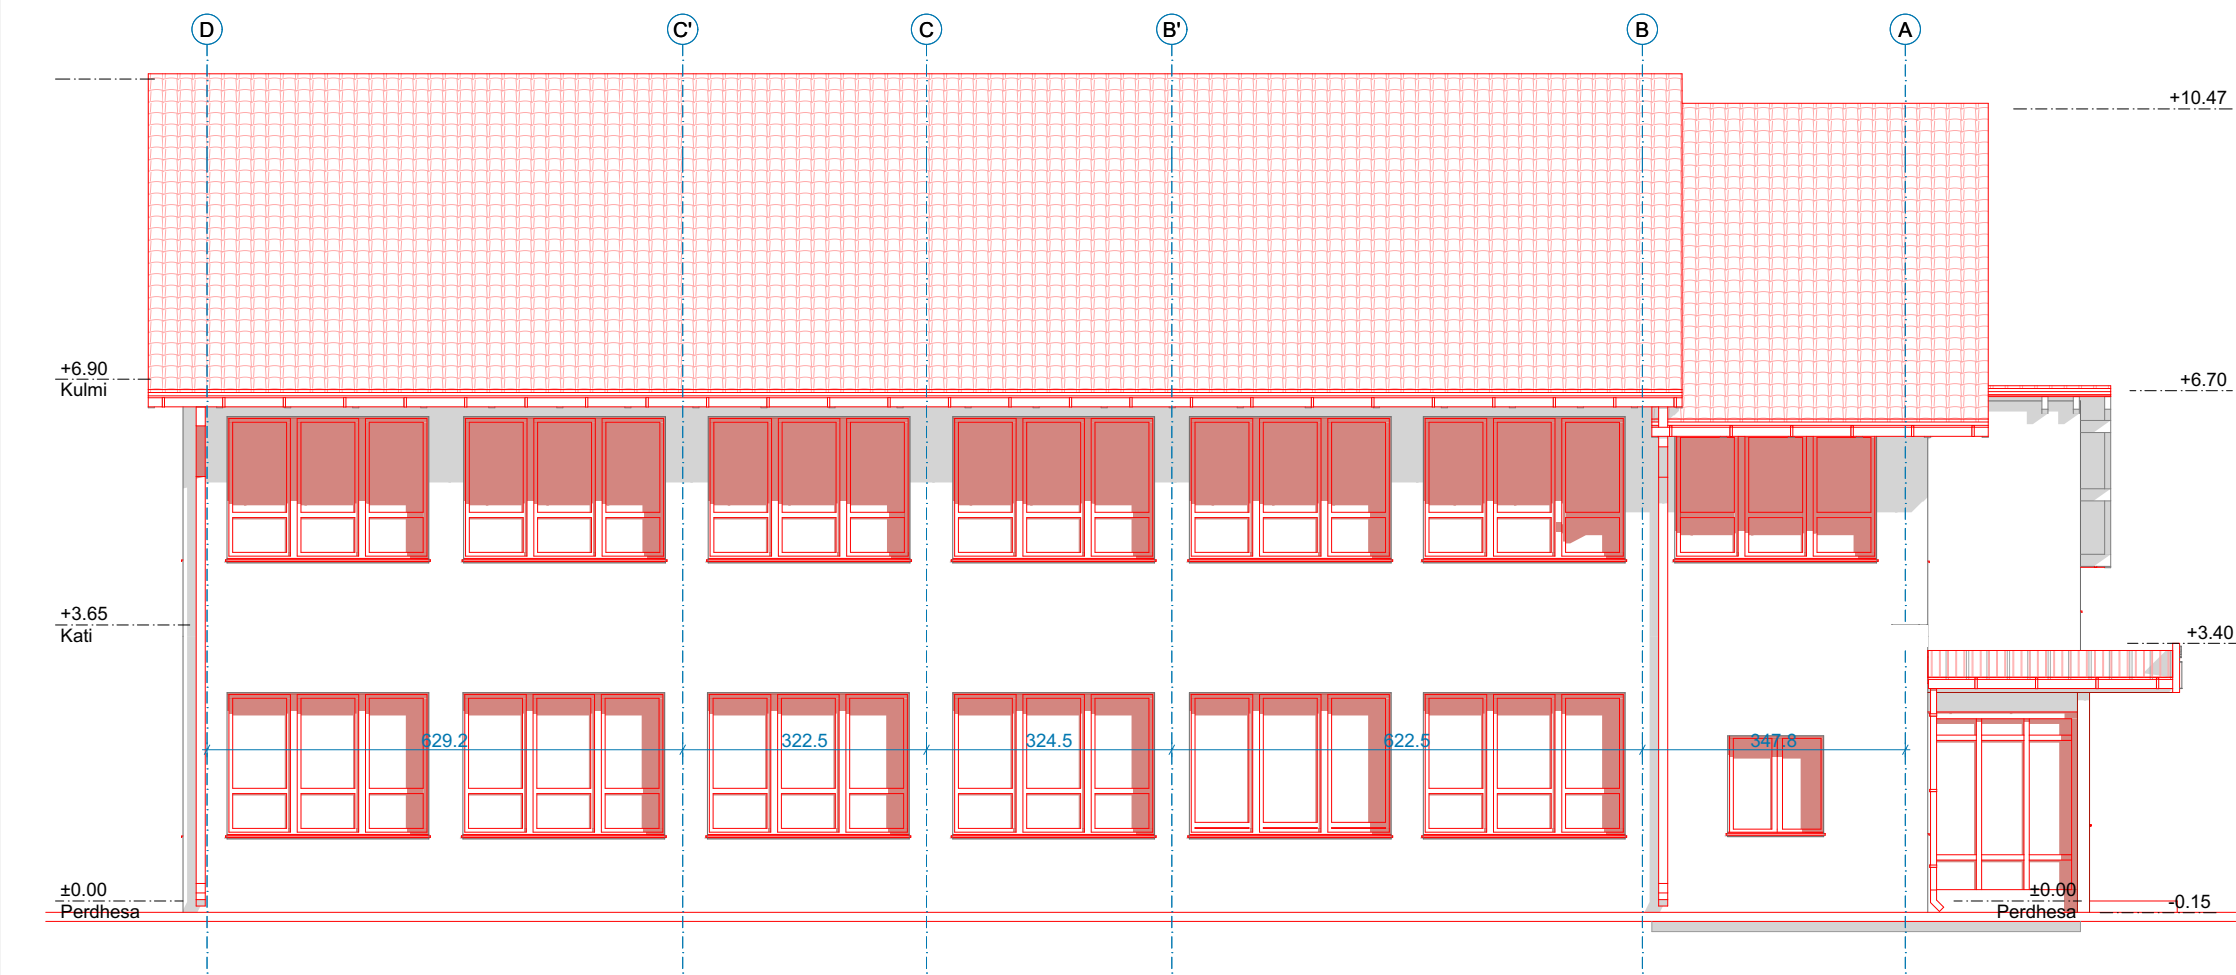 D C' C B' B A
+10.47
+6.90
Kulmi
+6.70
+3.65
Kati
+3.40
629.2 322.5 324.5 622.5 347.8
±0.00
Perdhesa
±0.00
Perdhesa
-0.15